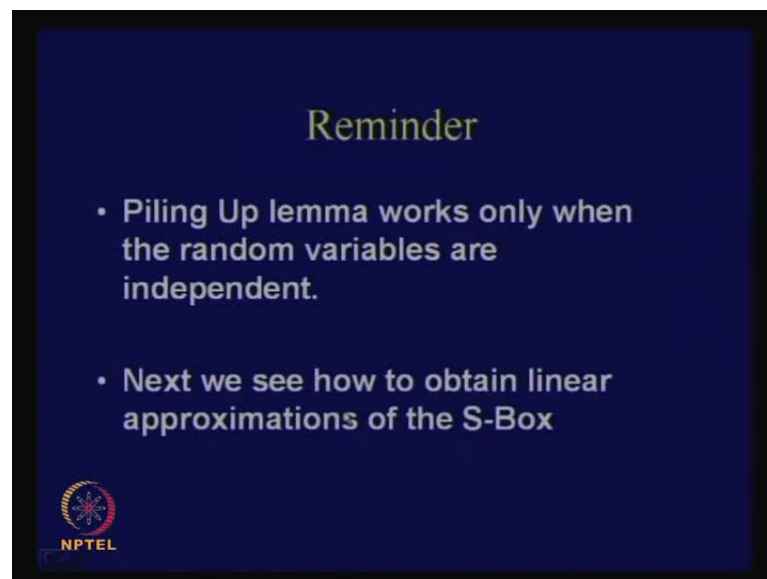 Reminder
• Piling Up lemma works only when
the random variables are
independent.
• Next we see how to obtain linear
approximations of the S-Box
NPTEL